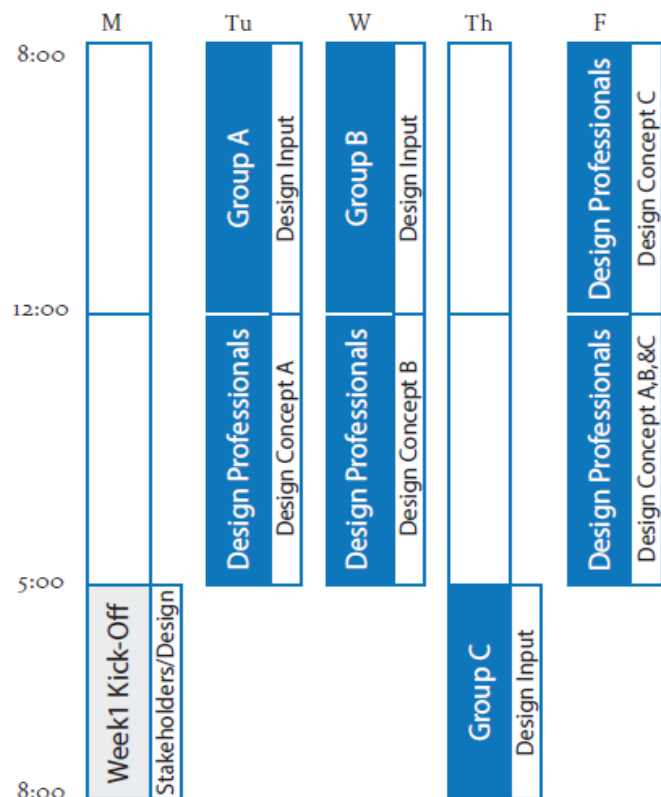 M Tu W Th F
8:00
Group A
Design Input
Group B
Design Input
Design Professionals
Design Concept C
12:00
Design Professionals
Design Concept A
Design Professionals
Design Concept B
Design Professionals
Design Concept A,B,&C
5:00
Week1 Kick-Off
Stakeholders/Design
Group C
Design Input
8:00